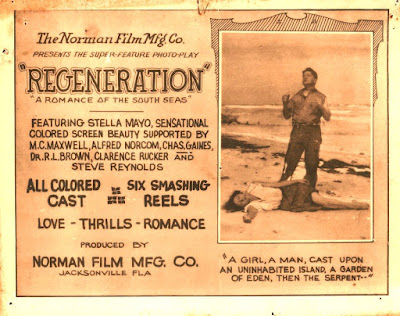 The Norman Film Mfg. Co.
PRESENTS THE SUPER-FEATURE PHOTO-PLAY
"REGENERATION"
"A ROMANCE OF THE SOUTH SEAS"
FEATURING STELLA MAYO, SENSATIONAL
COLORED SCREEN BEAUTY SUPPORTED BY
M.C. MAXWELL, ALFRED NORCOM, CHAS. GAINES,
DR. R.L. BROWN, CLARENCE RUCKER AND
STEVE REYNOLDS
ALL COLORED
CAST
SIX SMASHING
REELS
LOVE - THRILLS - ROMANCE
PRODUCED BY
NORMAN FILM MFG. CO.
JACKSONVILLE FLA
"A GIRL, A MAN, CAST UPON
AN UNINHABITED ISLAND, A GARDEN
OF EDEN, THEN THE SERPENT--"